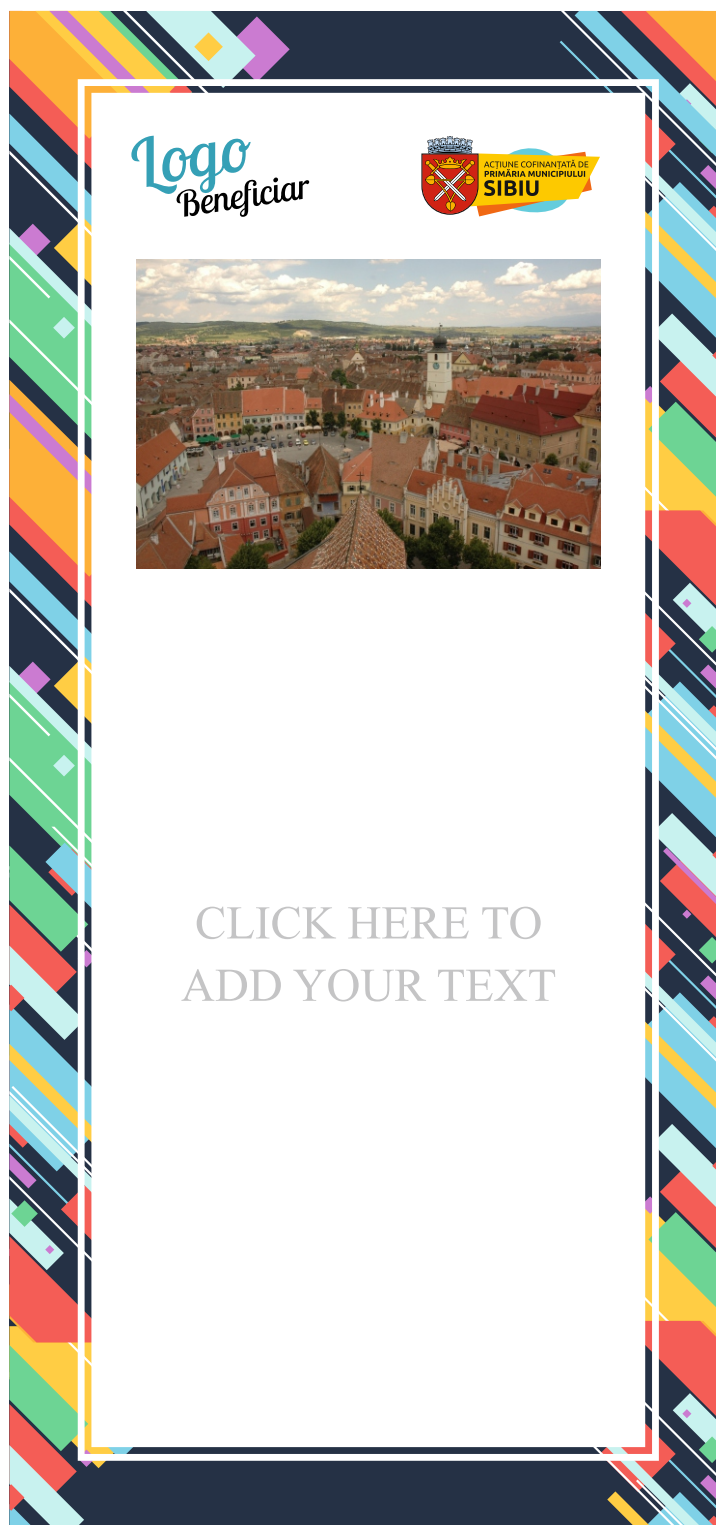 Logo
Beneficiar
ACȚIUNE COFINANȚATĂ DE
PRIMĂRIA MUNICIPIULUI
SIBIU
CLICK HERE TO
ADD YOUR TEXT